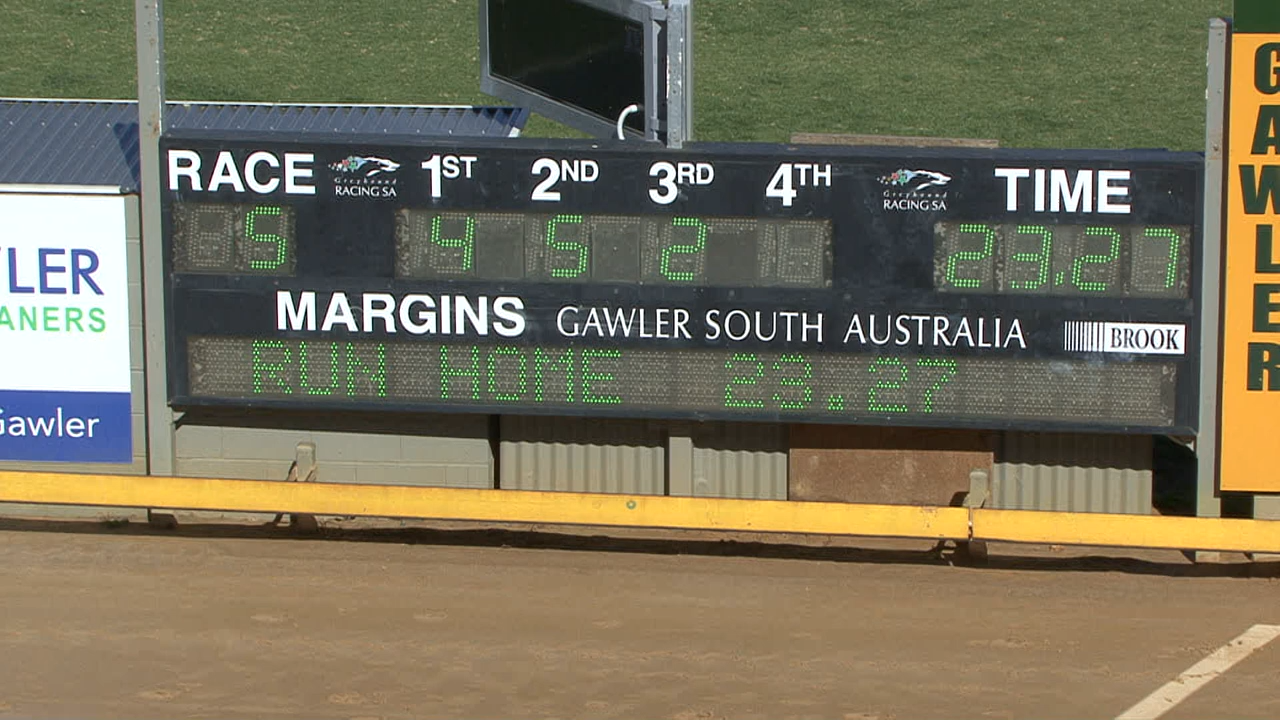 RACE 1ST 2ND 3RD 4TH TIME
Greyhound RACING SA
Greyhound RACING SA
5 4 5 2 23.27
MARGINS GAWLER SOUTH AUSTRALIA BROOK
RUN HOME 23.27
LER
ANERS
Gawler
GAWLER